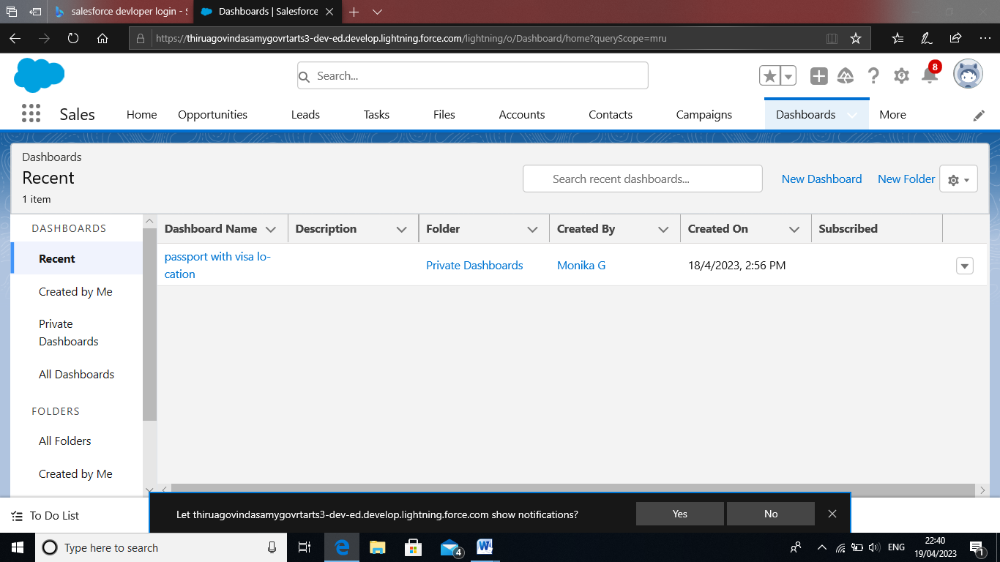 salesforce devloper login - S
Dashboards | Salesforce
https://thiruagovindasamygovrtarts3-dev-ed.develop.lightning.force.com/lightning/o/Dashboard/home?queryScope=mru
Search...
8
Sales
Home
Opportunities
Leads
Tasks
Files
Accounts
Contacts
Campaigns
Dashboards
More
Dashboards
Recent
1 item
Search recent dashboards...
New Dashboard
New Folder
DASHBOARDS
Recent
Created by Me
Private
Dashboards
All Dashboards
FOLDERS
All Folders
Created by Me
Dashboard Name
Description
Folder
Created By
Created On
Subscribed
passport with visa lo-
cation
Private Dashboards
Monika G
18/4/2023, 2:56 PM
To Do List
Let thiruagovindasamygovrtarts3-dev-ed.develop.lightning.force.com show notifications?
Yes
No
Type here to search
4
ENG
22:40
19/04/2023
1